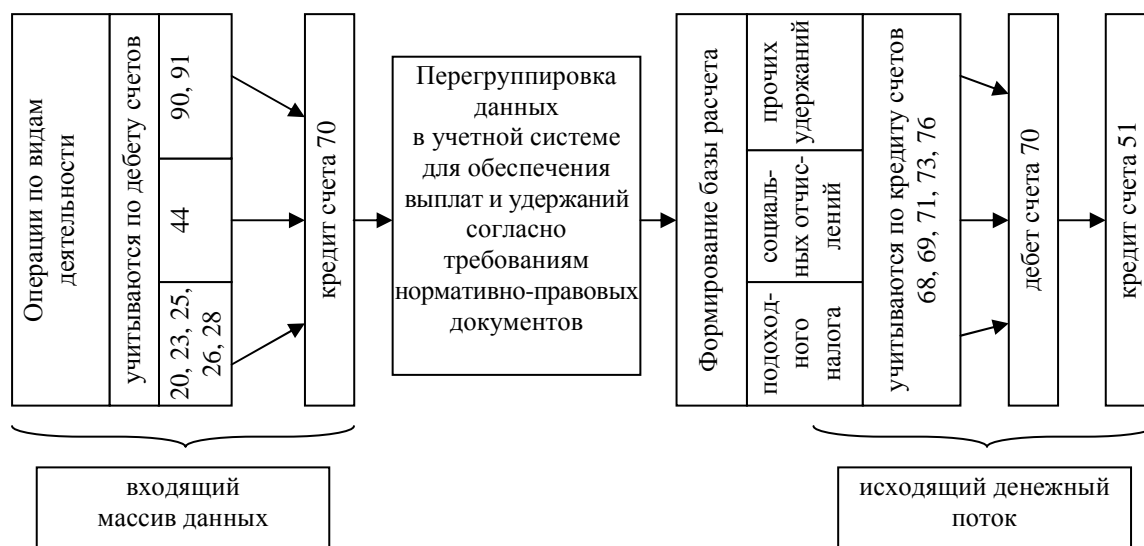 Операции по видам
деятельности
учитываются по дебету счетов
90, 91
44
20, 23, 25,
26, 28
кредит счета 70
Перегруппировка
данных
в учетной системе
для обеспечения
выплат и удержаний
согласно
требованиям
нормативно-правовых
документов
Формирование базы расчета
прочих
удержаний
социаль-
ных отчис-
лений
подоход-
ного
налога
учитываются по кредиту счетов
68, 69, 71, 73, 76
дебет счета 70
кредит счета 51
входящий
массив данных
исходящий денежный
поток